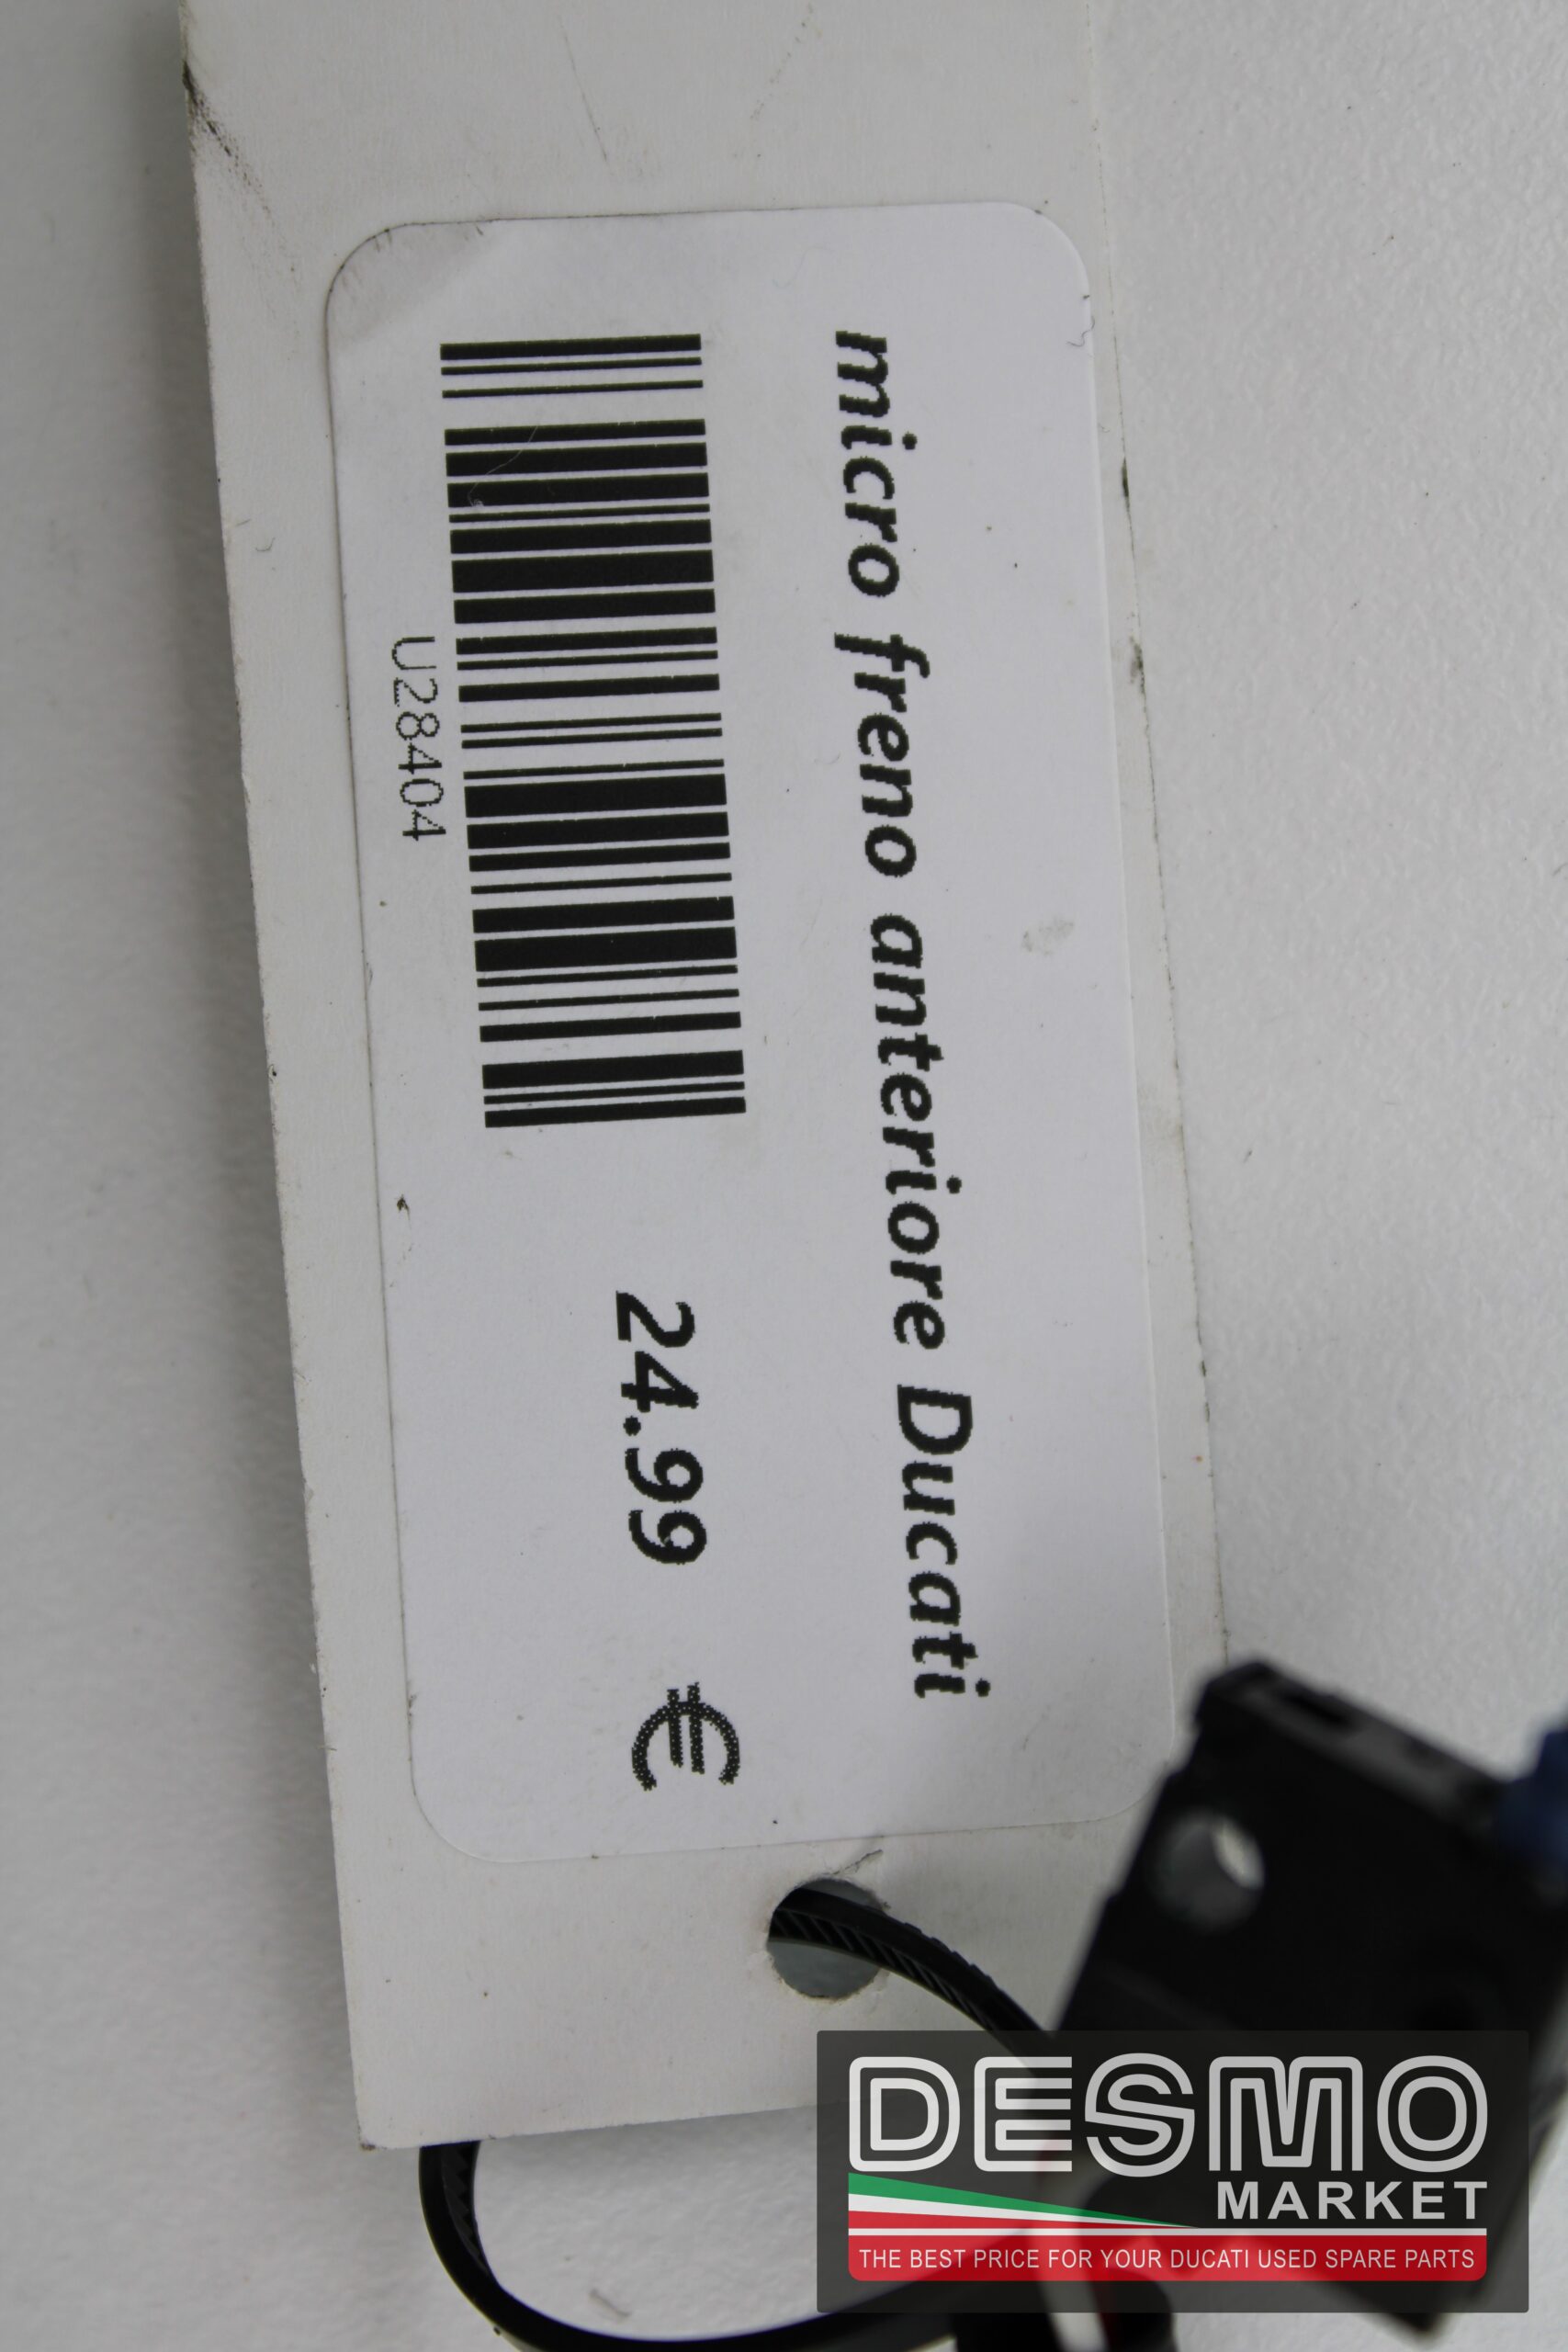 micro freno anteriore Ducati
24.99 €
U28404
DESMO
MARKET
THE BEST PRICE FOR YOUR DUCATI USED SPARE PARTS